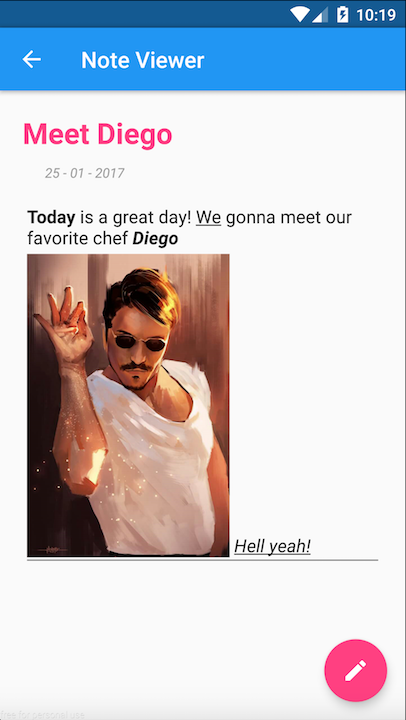 10:19
Note Viewer
Meet Diego
25 - 01 - 2017
Today is a great day! We gonna meet our
favorite chef Diego
Hell yeah!
free for personal use